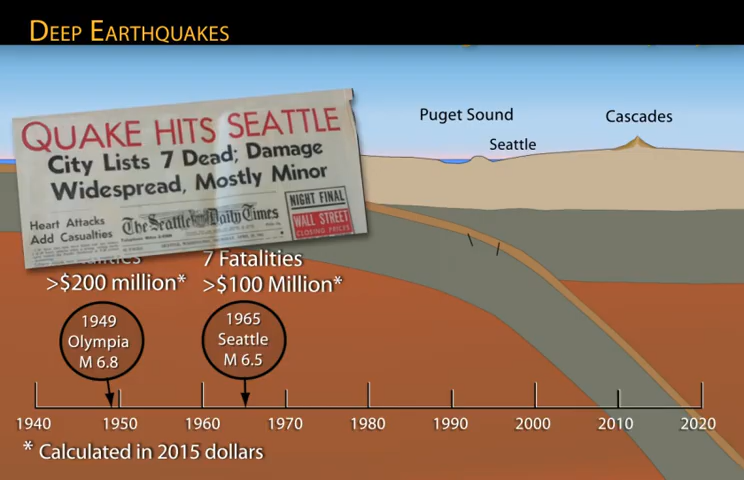 DEEP EARTHQUAKES
QUAKE HITS SEATTLE
City Lists 7 Dead; Damage
Widespread, Mostly Minor
Heart Attacks
Add Casualties
The Seattle Daily Times
NIGHT FINAL
WALL STREET
CLOSING PRICES
Puget Sound
Seattle
Cascades
7 Fatalities
>$200 million*
>$100 Million*
1949
Olympia
M 6.8
1965
Seattle
M 6.5
1940 1950 1960 1970 1980 1990 2000 2010 2020
* Calculated in 2015 dollars